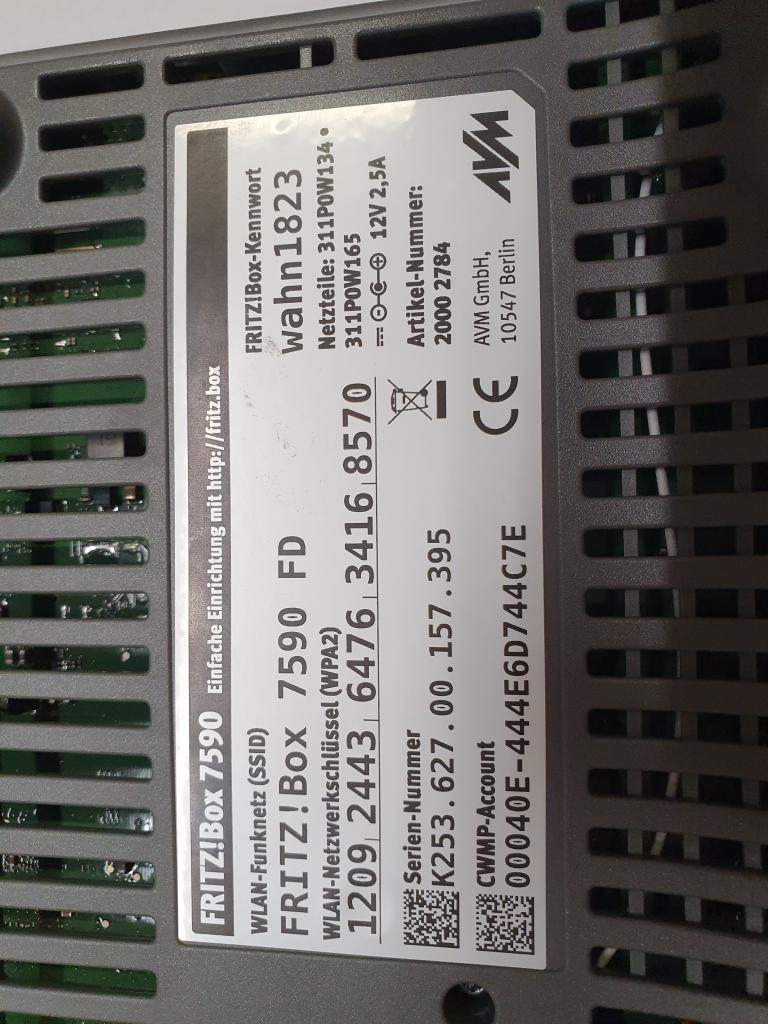 FRITZ!Box 7590 Einfache Einrichtung mit http://fritz.box
WLAN-Funknetz (SSID)
FRITZ!Box 7590 FD
WLAN-Netzwerkschlüssel (WPA2)
1209 2443 6476 3416 8570
FRITZ!Box-Kennwort
wahn1823
Netzteile: 311P0W134 •
311P0W165
12V 2,5A
Serien-Nummer
K253.627.00.157.395
Artikel-Nummer:
2000 2784
CWMP-Account
00040E-444E6D744C7E
CE
AVM GmbH,
10547 Berlin
AVM